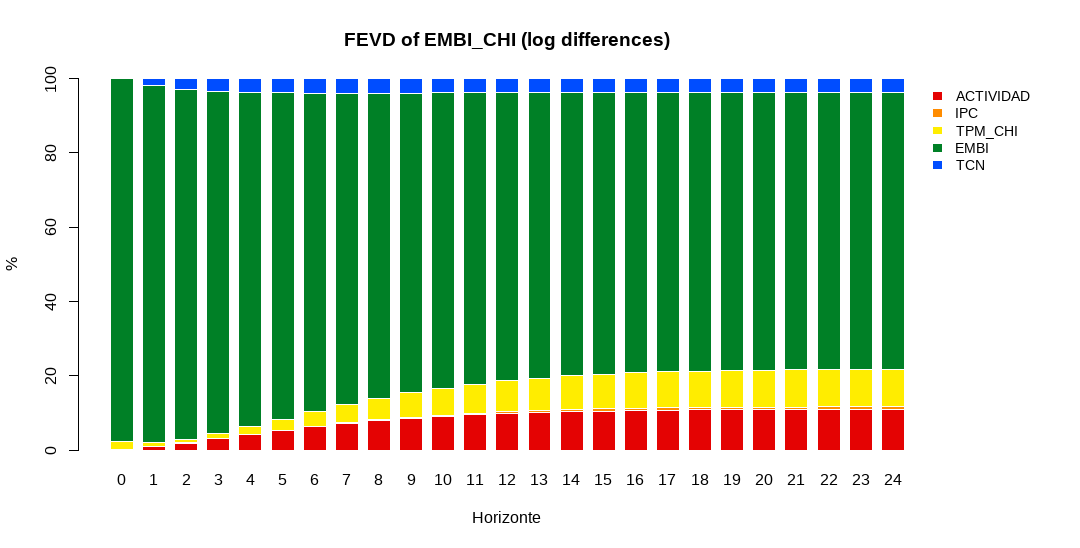 FEVD of EMBI_CHI (log differences)
%
100
80
60
40
20
0
ACTIVIDAD
IPC
TPM_CHI
EMBI
TCN
0 1 2 3 4 5 6 7 8 9 10 11 12 13 14 15 16 17 18 19 20 21 22 23 24
Horizonte